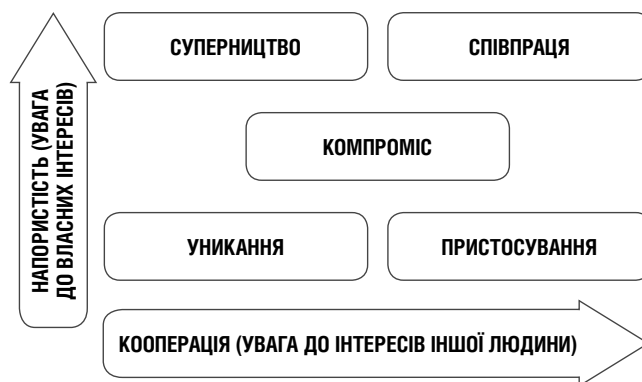 СУПЕРНИЦТВО
СПІВПРАЦЯ
КОМПРОМІС
УНИКАННЯ
ПРИСТОСУВАННЯ
НАПОРИСТІСТЬ (УВАГА
ДО ВЛАСНИХ ІНТЕРЕСІВ)
КООПЕРАЦІЯ (УВАГА ДО ІНТЕРЕСІВ ІНШОЇ ЛЮДИНИ)